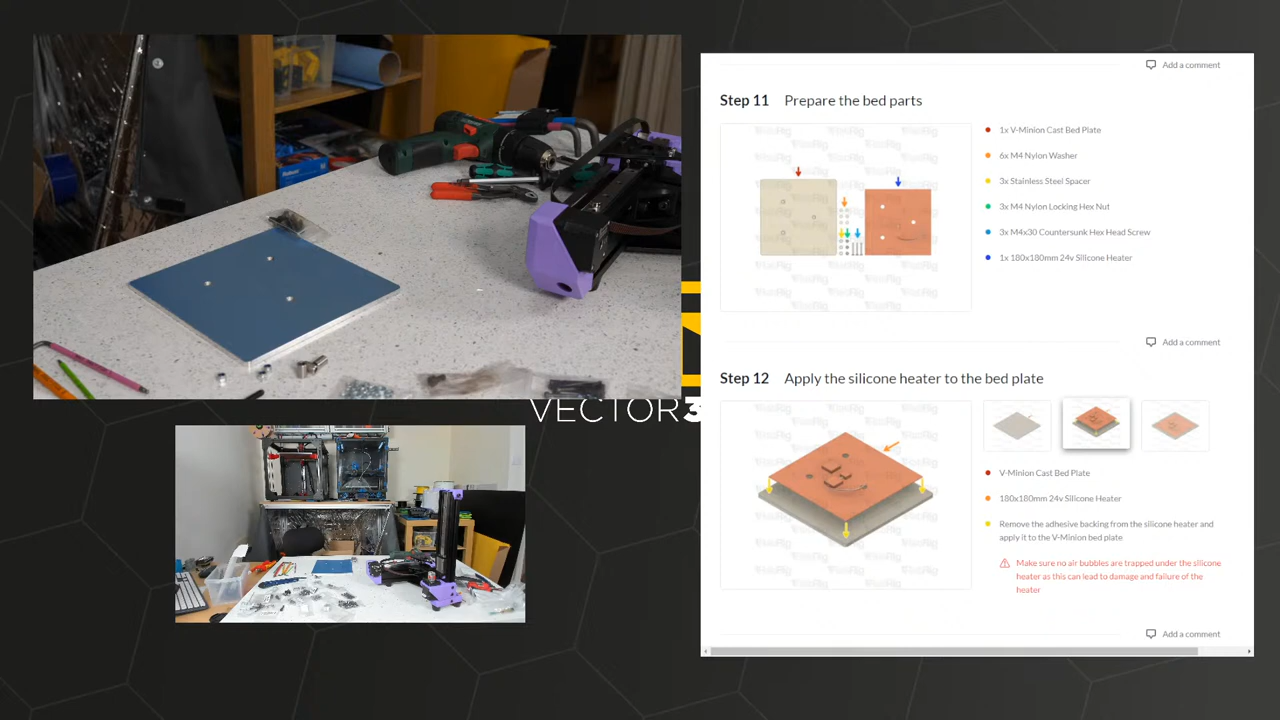 Add a comment
Step 11 Prepare the bed parts
1x V-Minion Cast Bed Plate
6x M4 Nylon Washer
3x Stainless Steel Spacer
3x M4 Nylon Locking Hex Nut
3x M4x30 Countersunk Hex Head Screw
1x 180x180mm 24v Silicone Heater
Add a comment
Step 12 Apply the silicone heater to the bed plate
V-Minion Cast Bed Plate
180x180mm 24v Silicone Heater
Remove the adhesive backing from the silicone heater and
apply it to the V-Minion bed plate
Make sure no air bubbles are trapped under the silicone
heater as this can lead to damage and failure of the
heater
Add a comment
VECTOR3